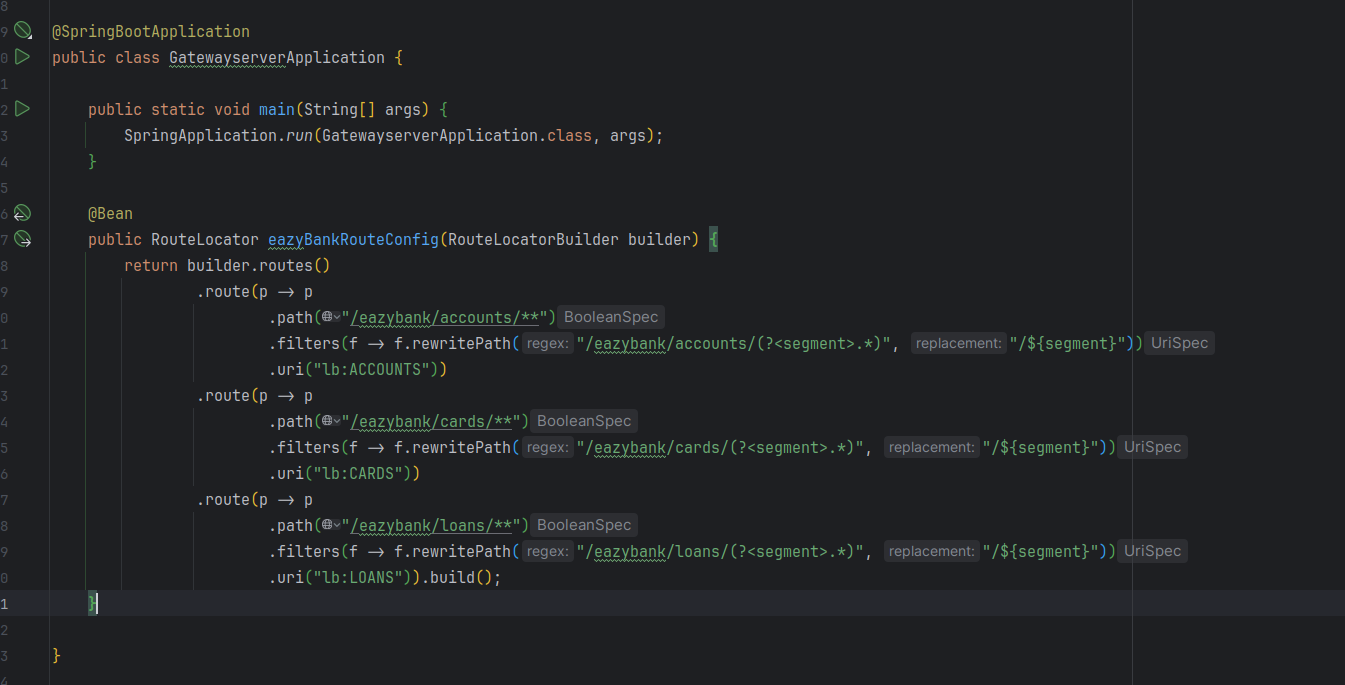 8
9 @SpringBootApplication
0 public class GatewayserverApplication {
1
2 public static void main(String[] args) {
3 SpringApplication.run(GatewayserverApplication.class, args);
4 }
5
6 @Bean
7 public RouteLocator eazyBankRouteConfig(RouteLocatorBuilder builder) {
8 return builder.routes()
9 .route(p -> p
0 .path("/eazybank/accounts/**") BooleanSpec
1 .filters(f -> f.rewritePath( regex: "/eazybank/accounts/(?<segment>.*)", replacement: "/${segment}")) UriSpec
2 .uri("lb:ACCOUNTS"))
3 .route(p -> p
4 .path("/eazybank/cards/**") BooleanSpec
5 .filters(f -> f.rewritePath( regex: "/eazybank/cards/(?<segment>.*)", replacement: "/${segment}")) UriSpec
6 .uri("lb:CARDS"))
7 .route(p -> p
8 .path("/eazybank/loans/**") BooleanSpec
9 .filters(f -> f.rewritePath( regex: "/eazybank/loans/(?<segment>.*)", replacement: "/${segment}")) UriSpec
0 .uri("lb:LOANS")).build();
1 }
2
3 }
4